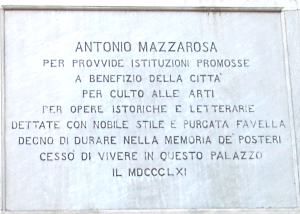 ANTONIO MAZZAROSA
PER PROVVIDE ISTITUZIONI PROMOSSE
A BENEFIZIO DELLA CITTA'
PER CULTO ALLE ARTI
PER OPERE ISTORICHE E LETTERARIE
DETTATE CON NOBILE STILE E PURGATA FAVELLA
DEGNO DI DURARE NELLA MEMORIA DE' POSTERI
CESSO' DI VIVERE IN QUESTO PALAZZO
IL MDCCCLXI